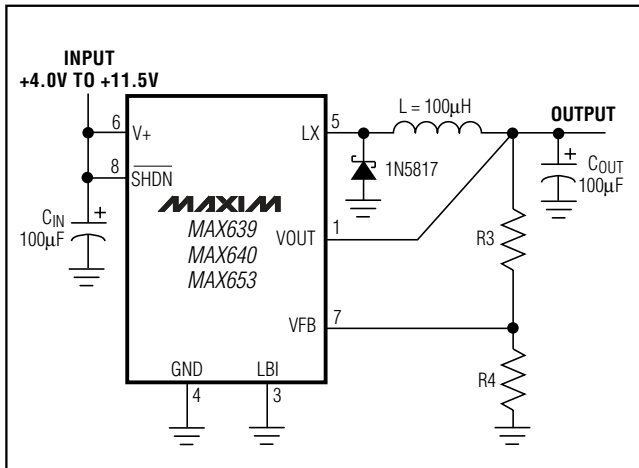 INPUT
+4.0V TO +11.5V
6
V+
8
SHDN
CIN
100µF
+
MAXIM
MAX639
MAX640
MAX653
LX
5
L = 100µH
OUTPUT
1N5817
+
COUT
100µF
VOUT
1
R3
VFB
7
R4
GND
4
LBI
3